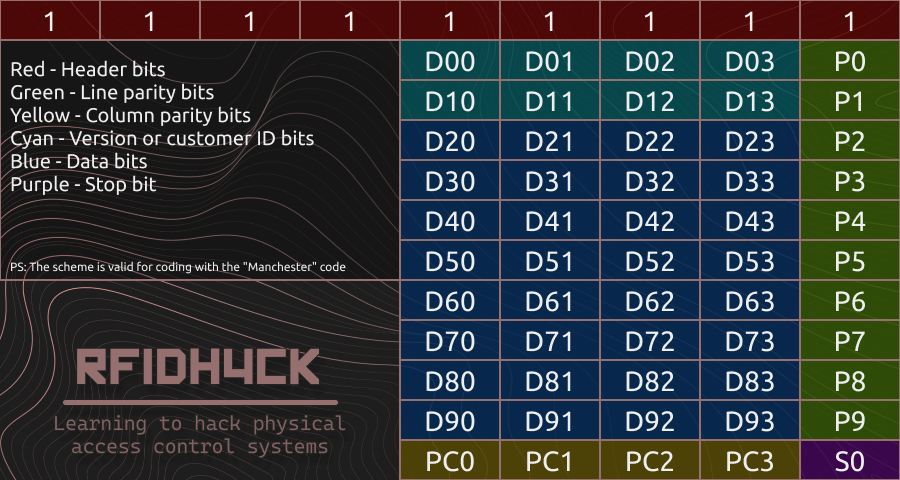 1 1 1 1 1 1 1 1 1
Red - Header bits
Green - Line parity bits
Yellow - Column parity bits
Cyan - Version or customer ID bits
Blue - Data bits
Purple - Stop bit
PS: The scheme is valid for coding with the "Manchester" code
RFIDH4CK
Learning to hack physical
access control systems
D00 D01 D02 D03 P0
D10 D11 D12 D13 P1
D20 D21 D22 D23 P2
D30 D31 D32 D33 P3
D40 D41 D42 D43 P4
D50 D51 D52 D53 P5
D60 D61 D62 D63 P6
D70 D71 D72 D73 P7
D80 D81 D82 D83 P8
D90 D91 D92 D93 P9
PC0 PC1 PC2 PC3 S0